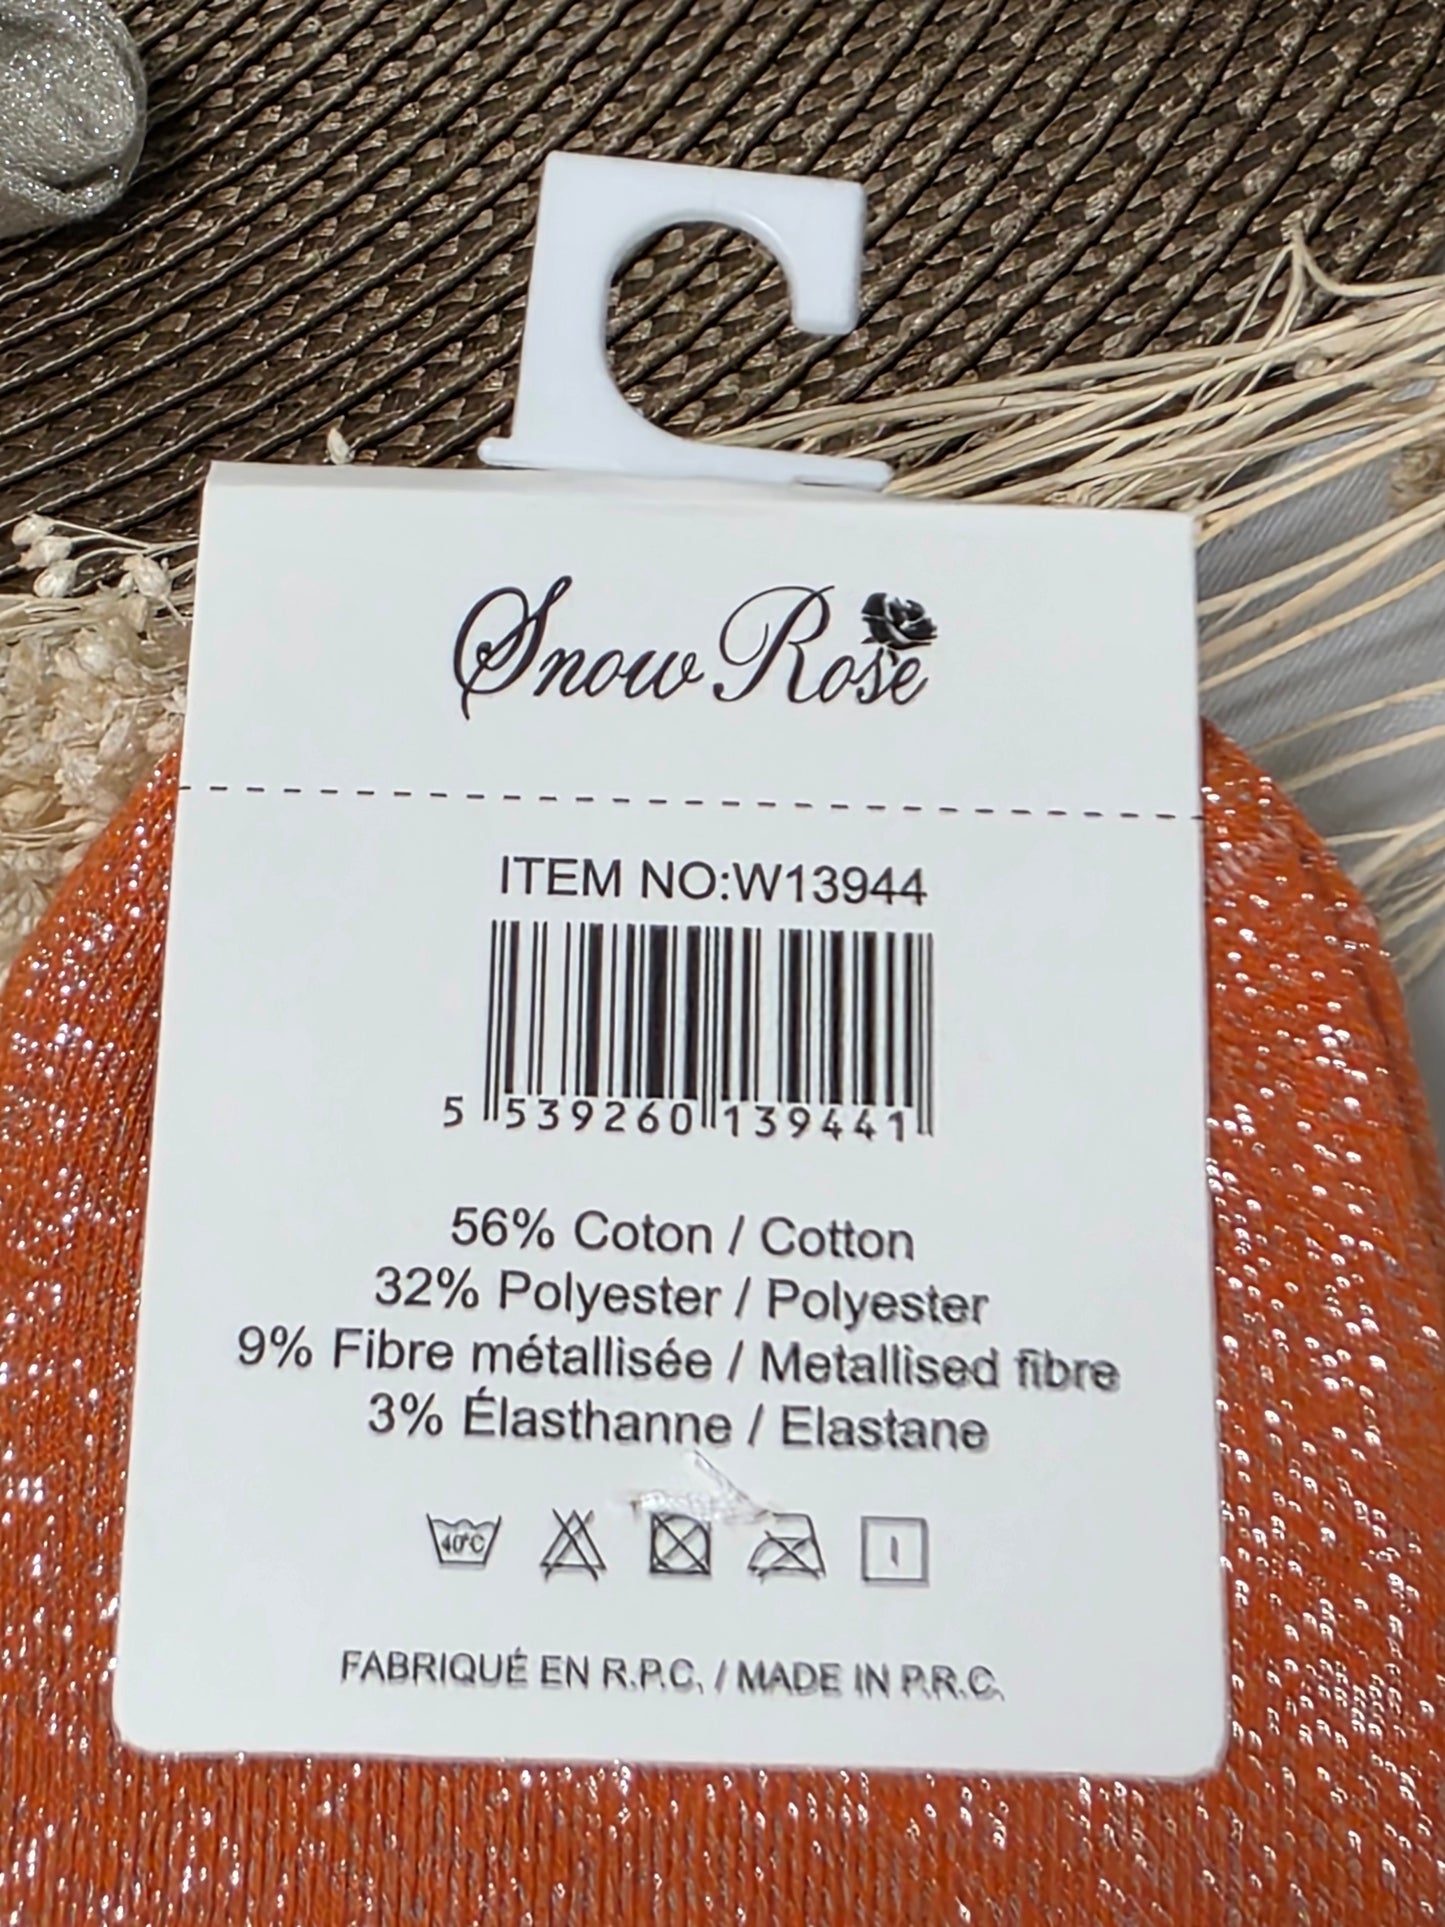 Snow Rose
ITEM NO:W13944
5 539260 139441
56% Coton / Cotton
32% Polyester / Polyester
9% Fibre métallisée / Metallised fibre
3% Élasthanne / Elastane
40°C
FABRIQUÉ EN R.P.C, / MADE IN P.R.C.